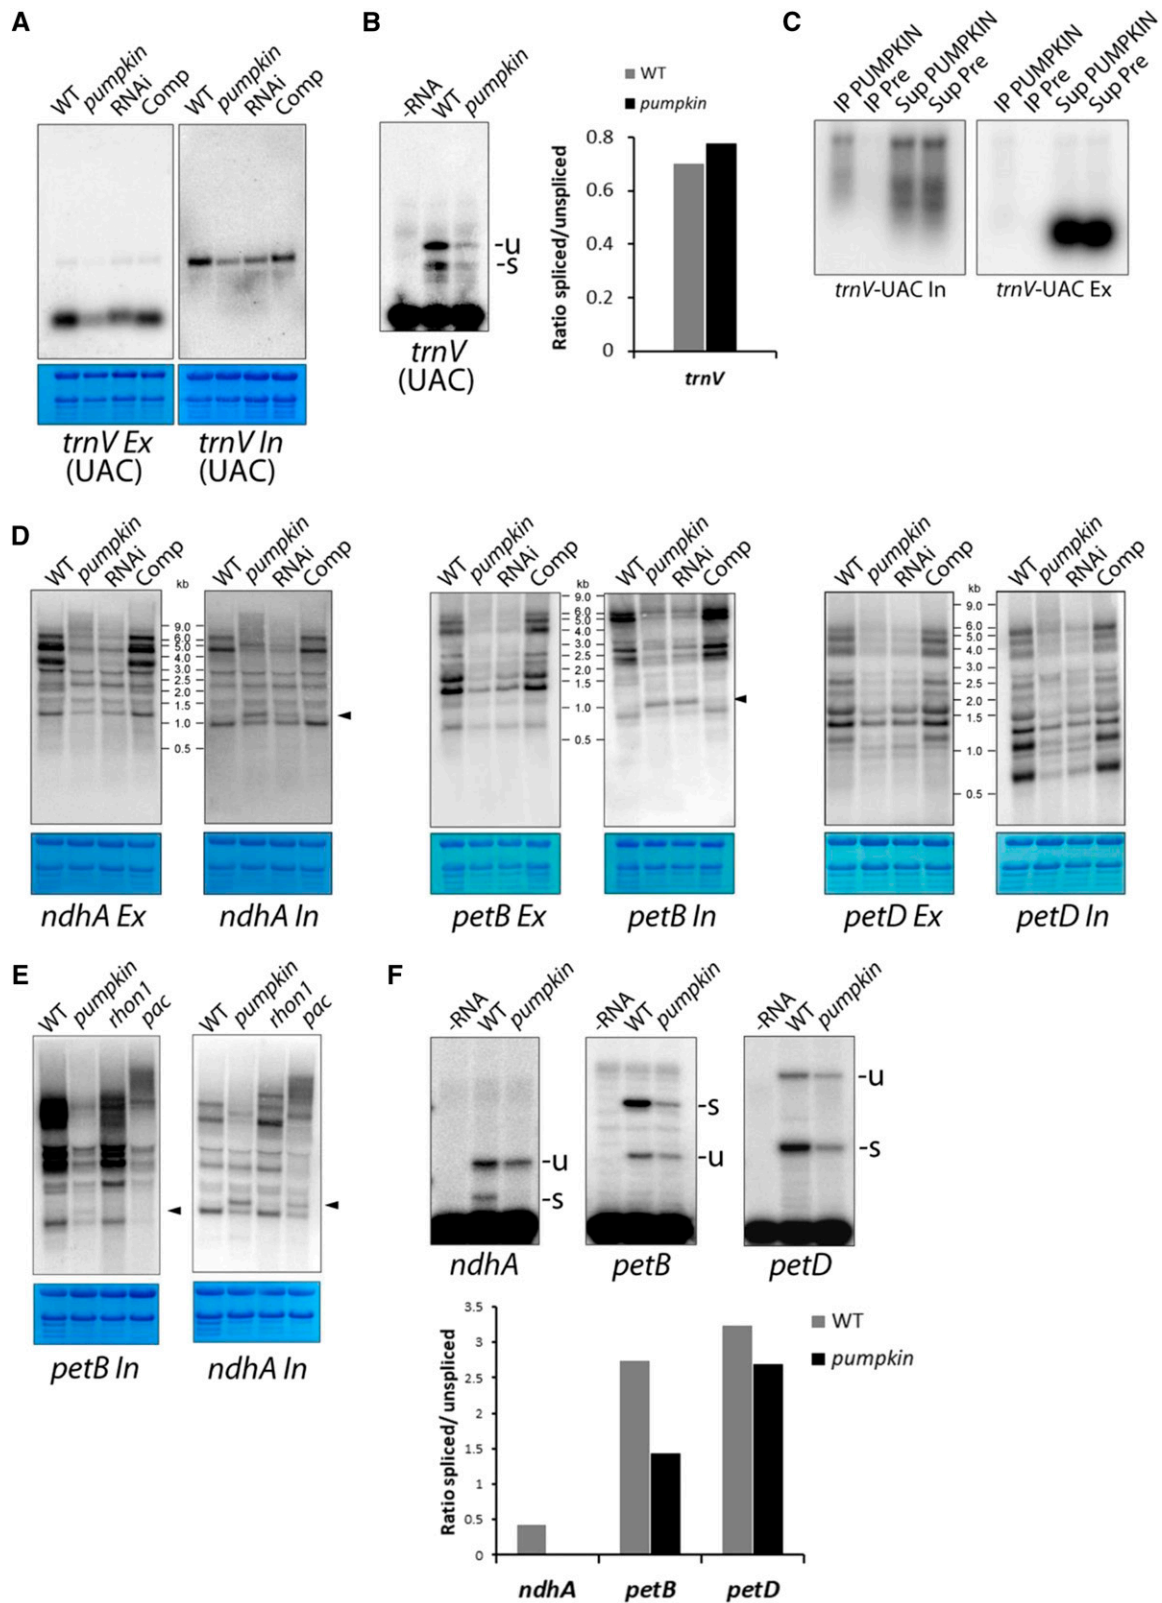 A
WT
pumpkin
RNAi
Comp
WT
pumpkin
RNAi
Comp
trnV Ex
(UAC)
trnV In
(UAC)
B
-RNA
WT
pumpkin
-u
-s
trnV
(UAC)
WT
pumpkin
Ratio spliced/unspliced
0.8
0.6
0.4
0.2
0
trnV
C
IP PUMPKIN
IP Pre
Sup PUMPKIN
Sup Pre
IP PUMPKIN
IP Pre
Sup PUMPKIN
Sup Pre
trnV-UAC In
trnV-UAC Ex
D
WT
pumpkin
RNAi
Comp
kb
9.0
6.0
5.0
4.0
3.0
2.5
2.0
1.5
1.0
0.5
WT
pumpkin
RNAi
Comp
ndhA Ex
ndhA In
WT
pumpkin
RNAi
Comp
kb
9.0
6.0
5.0
4.0
3.0
2.5
2.0
1.5
1.0
0.5
WT
pumpkin
RNAi
Comp
petB Ex
petB In
WT
pumpkin
RNAi
Comp
kb
9.0
6.0
5.0
4.0
3.0
2.5
2.0
1.5
1.0
0.5
WT
pumpkin
RNAi
Comp
petD Ex
petD In
E
WT
pumpkin
rhon1
pac
WT
pumpkin
rhon1
pac
petB In
ndhA In
F
-RNA
WT
pumpkin
-u
-s
ndhA
-RNA
WT
pumpkin
-s
-u
petB
-RNA
WT
pumpkin
-u
-s
petD
Ratio spliced/ unspliced
3.5
3
2.5
2
1.5
1
0.5
0
ndhA
petB
petD
WT
pumpkin